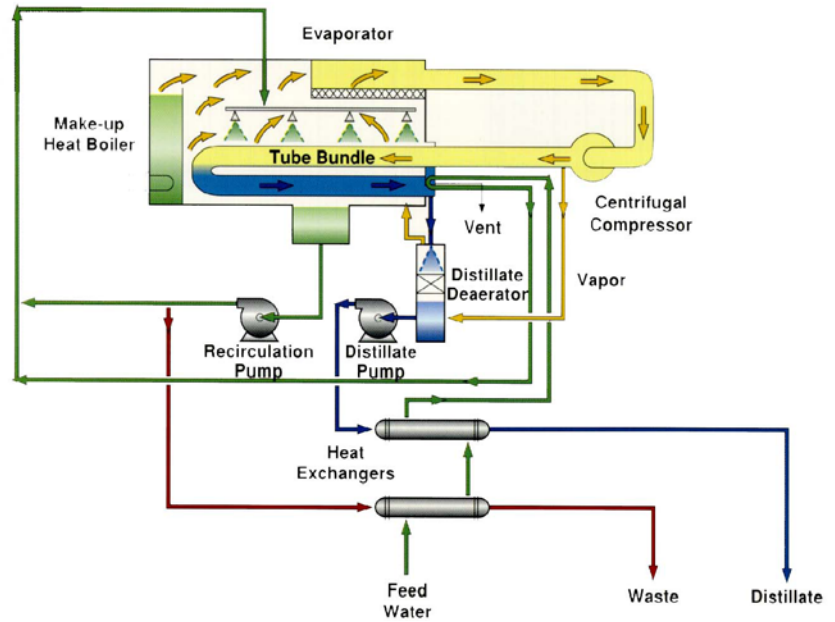 Evaporator
Make-up
Heat Boiler
Tube Bundle
Centrifugal
Compressor
Vent
Distillate
Deaerator
Vapor
Recirculation
Pump
Distillate
Pump
Heat
Exchangers
Feed
Water
Waste
Distillate